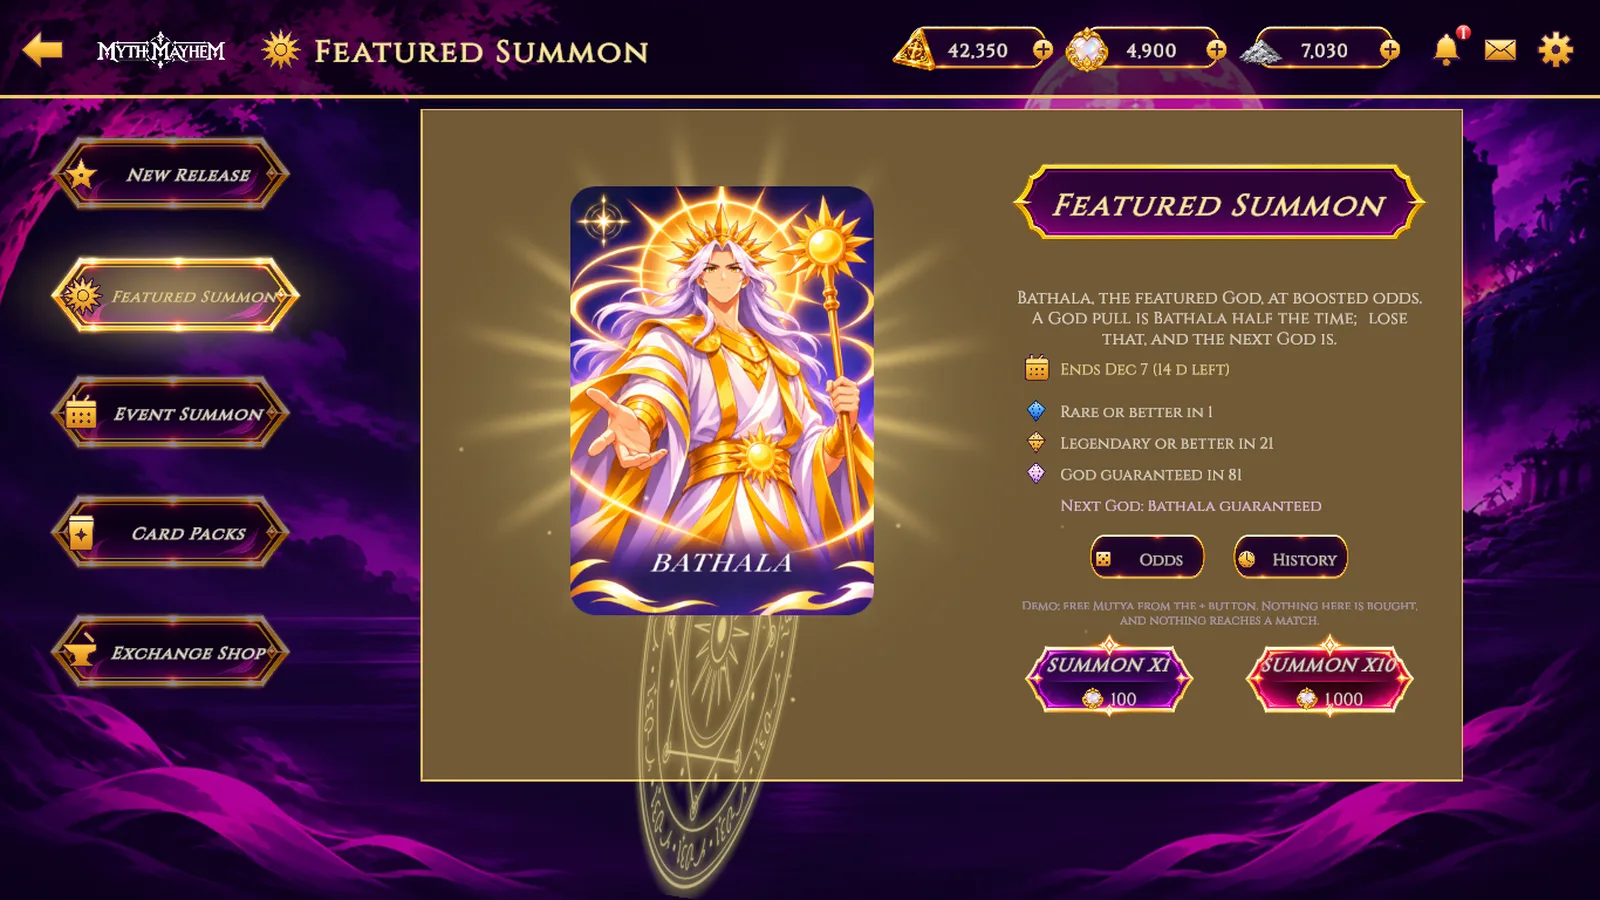 MYTH MAYHEM
FEATURED SUMMON
42,350
4,900
7,030
1
NEW RELEASE
FEATURED SUMMON
EVENT SUMMON
CARD PACKS
EXCHANGE SHOP
BATHALA
FEATURED SUMMON
BATHALA, THE FEATURED GOD, AT BOOSTED ODDS.
A GOD PULL IS BATHALA HALF THE TIME; LOSE
THAT, AND THE NEXT GOD IS.
ENDS DEC 7 (14 D LEFT)
RARE OR BETTER IN 1
LEGENDARY OR BETTER IN 21
GOD GUARANTEED IN 81
NEXT GOD: BATHALA GUARANTEED
ODDS
HISTORY
DEMO: FREE MUTYA FROM THE + BUTTON. NOTHING HERE IS BOUGHT,
AND NOTHING REACHES A MATCH.
SUMMON X1
100
SUMMON X10
1,000